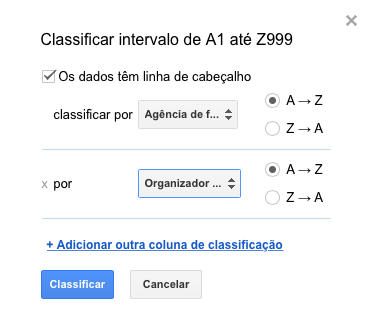 Classificar intervalo de A1 até Z999
Os dados têm linha de cabeçalho
classificar por Agência de f... A → Z
Z → A
x por Organizador ... A → Z
Z → A
+ Adicionar outra coluna de classificação
Classificar Cancelar